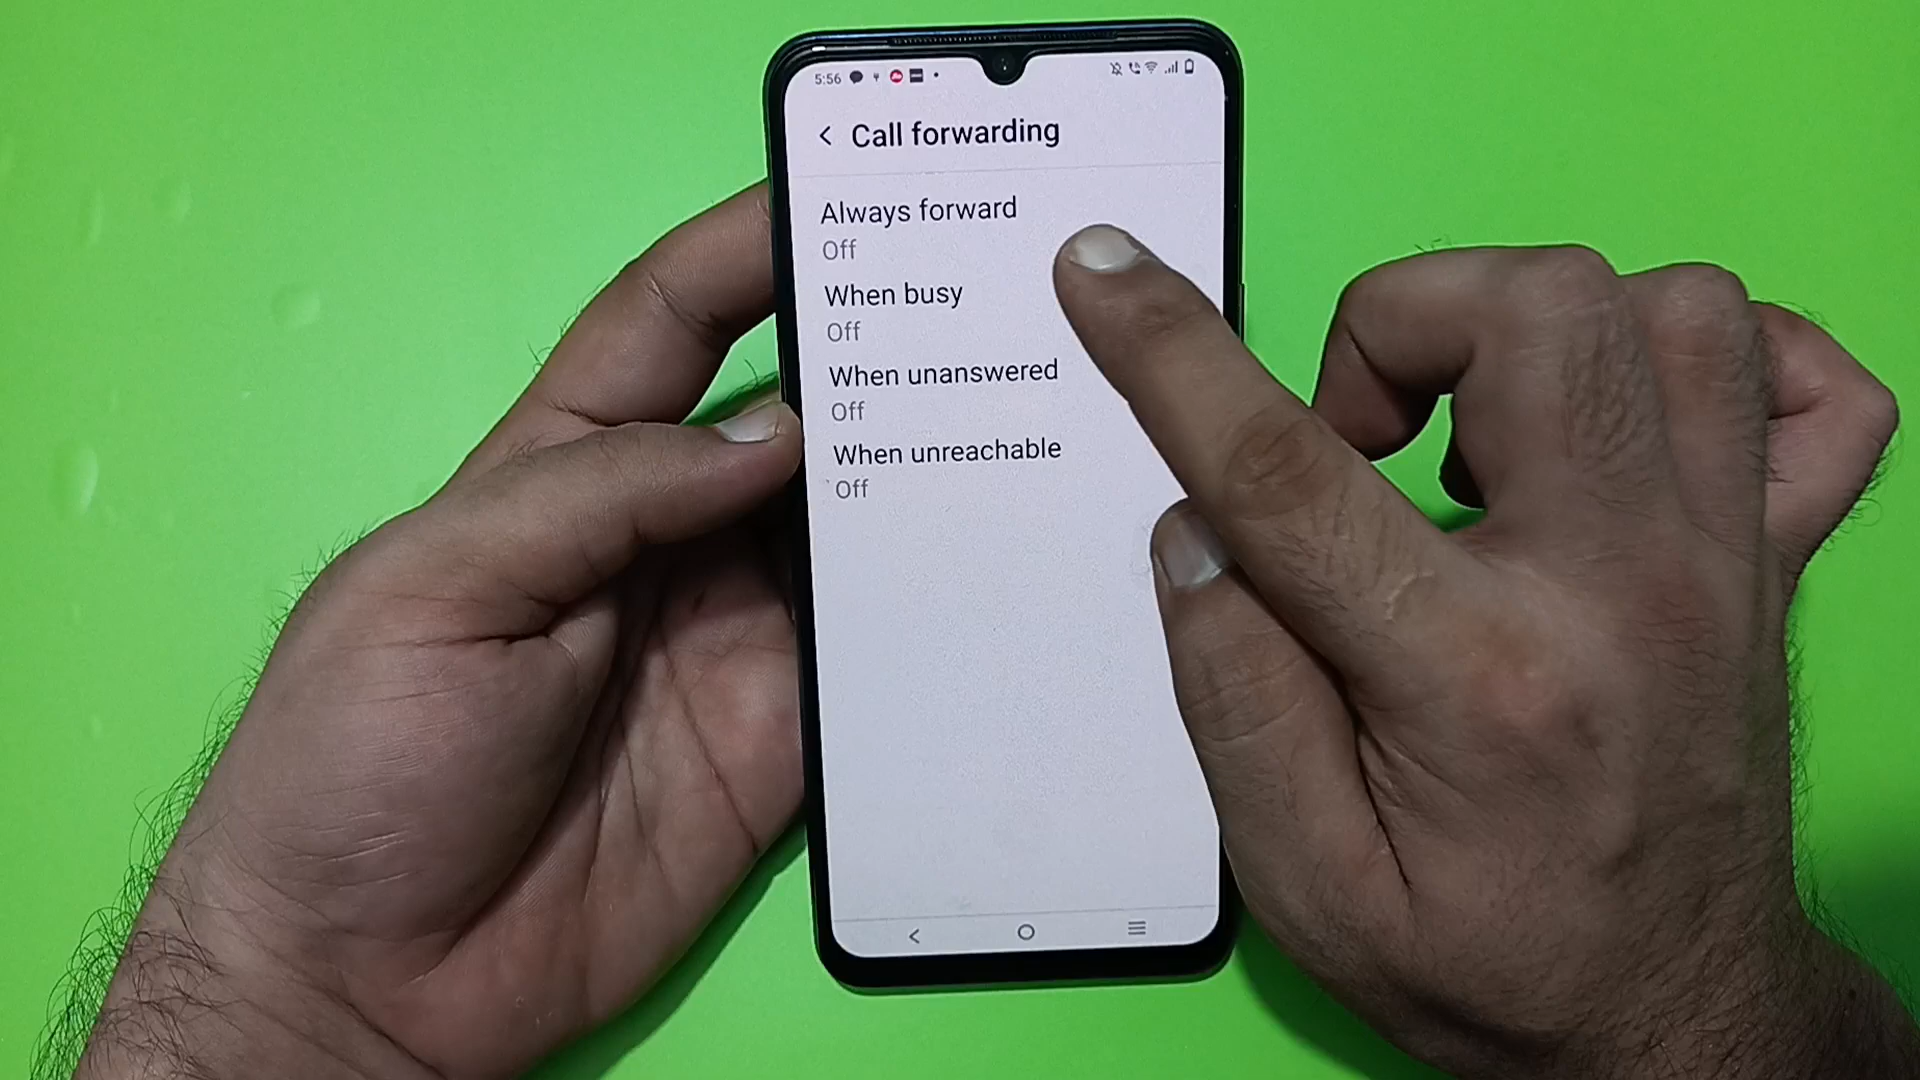 5:56
Call forwarding
Always forward
Off
When busy
Off
When unanswered
Off
When unreachable
Off